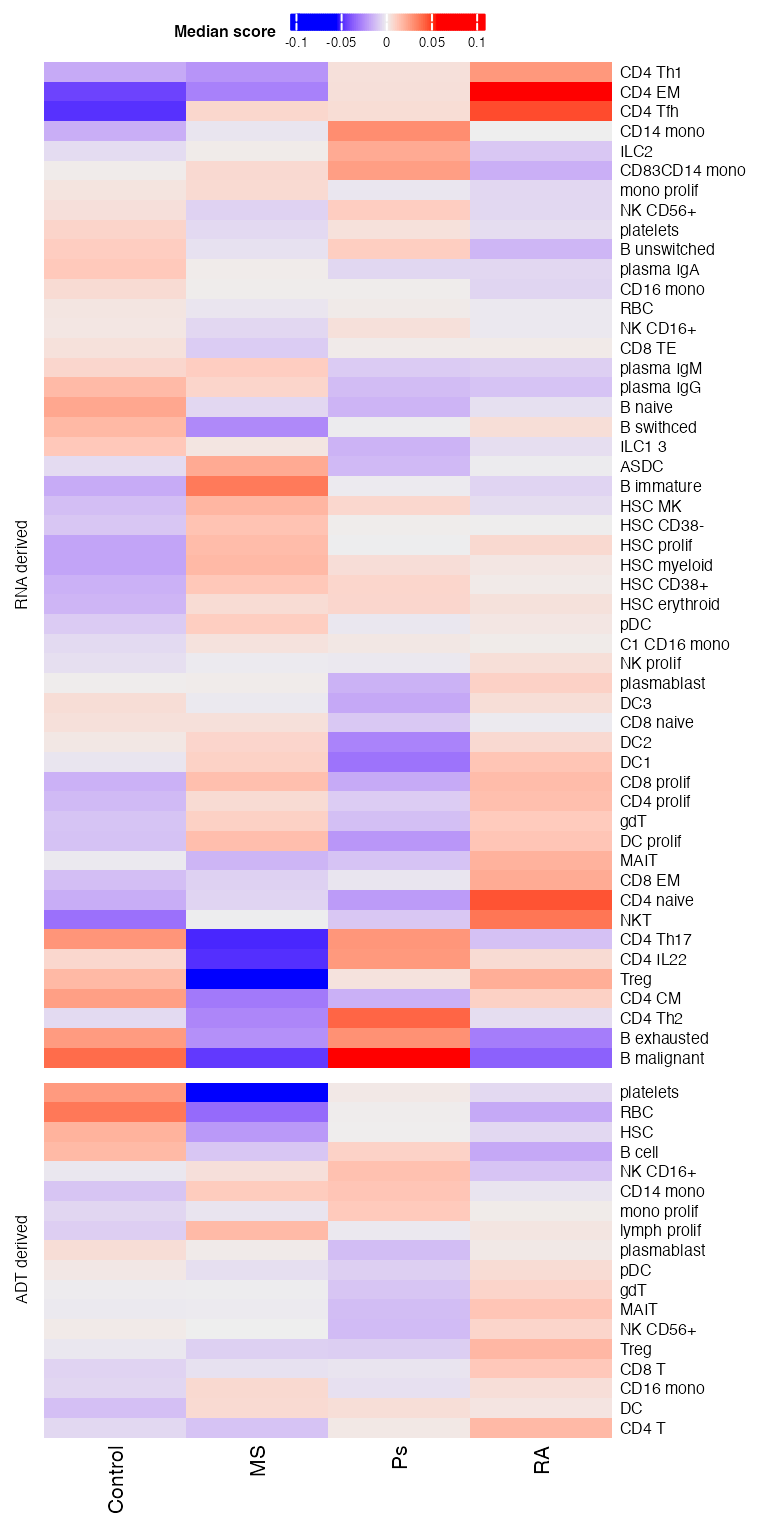 Median score
-0.1 -0.05 0 0.05 0.1
CD4 Th1
CD4 EM
CD4 Tfh
CD14 mono
ILC2
CD83CD14 mono
mono prolif
NK CD56+
platelets
B unswitched
plasma IgA
CD16 mono
RBC
NK CD16+
CD8 TE
plasma IgM
plasma IgG
B naive
B swithced
ILC1 3
ASDC
B immature
HSC MK
HSC CD38-
HSC prolif
HSC myeloid
HSC CD38+
HSC erythroid
pDC
C1 CD16 mono
NK prolif
plasmablast
DC3
CD8 naive
DC2
DC1
CD8 prolif
CD4 prolif
gdT
DC prolif
MAIT
CD8 EM
CD4 naive
NKT
CD4 Th17
CD4 IL22
Treg
CD4 CM
CD4 Th2
B exhausted
B malignant
RNA derived
platelets
RBC
HSC
B cell
NK CD16+
CD14 mono
mono prolif
lymph prolif
plasmablast
pDC
gdT
MAIT
NK CD56+
Treg
CD8 T
CD16 mono
DC
CD4 T
ADT derived
Control MS Ps RA